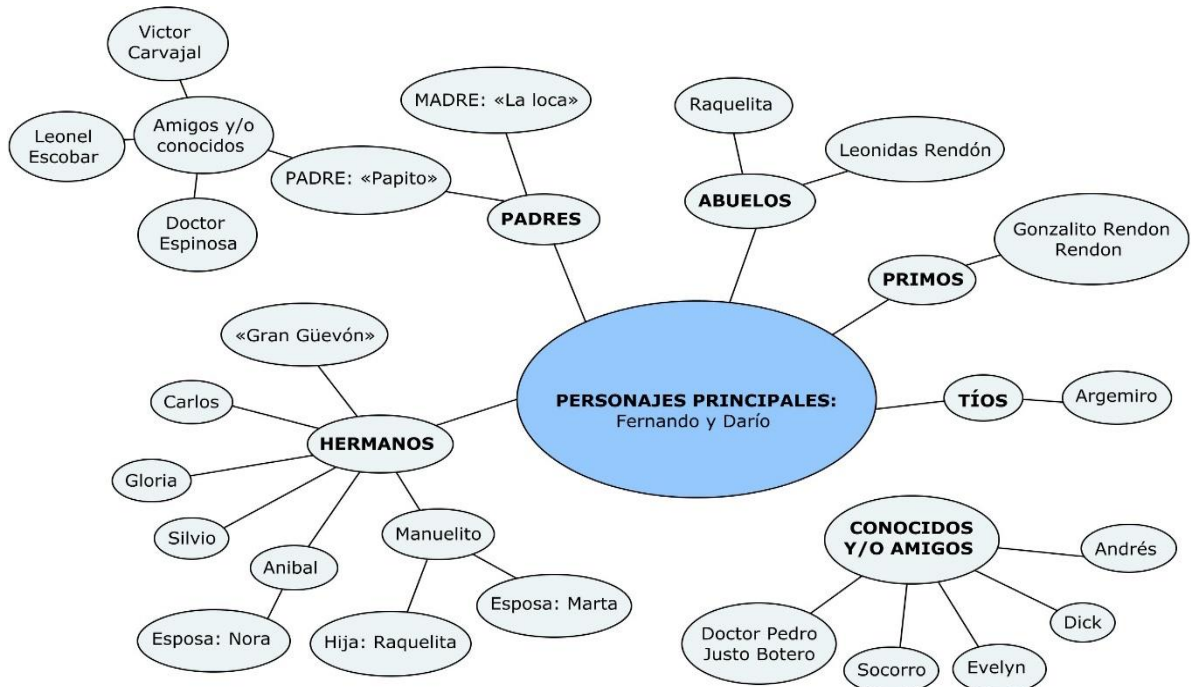 Victor
Carvajal
Leonel
Escobar
Amigos y/o
conocidos
Doctor
Espinosa
PADRE: «Papito»
MADRE: «La loca»
PADRES
Raquelita
Leonidas Rendón
ABUELOS
Gonzalito Rendon
Rendon
PRIMOS
PERSONAJES PRINCIPALES:
Fernando y Darío
TÍOS
Argemiro
«Gran Güevón»
Carlos
HERMANOS
Gloria
Silvio
Anibal
Manuelito
Esposa: Nora
Hija: Raquelita
Esposa: Marta
CONOCIDOS
Y/O AMIGOS
Andrés
Dick
Evelyn
Socorro
Doctor Pedro
Justo Botero